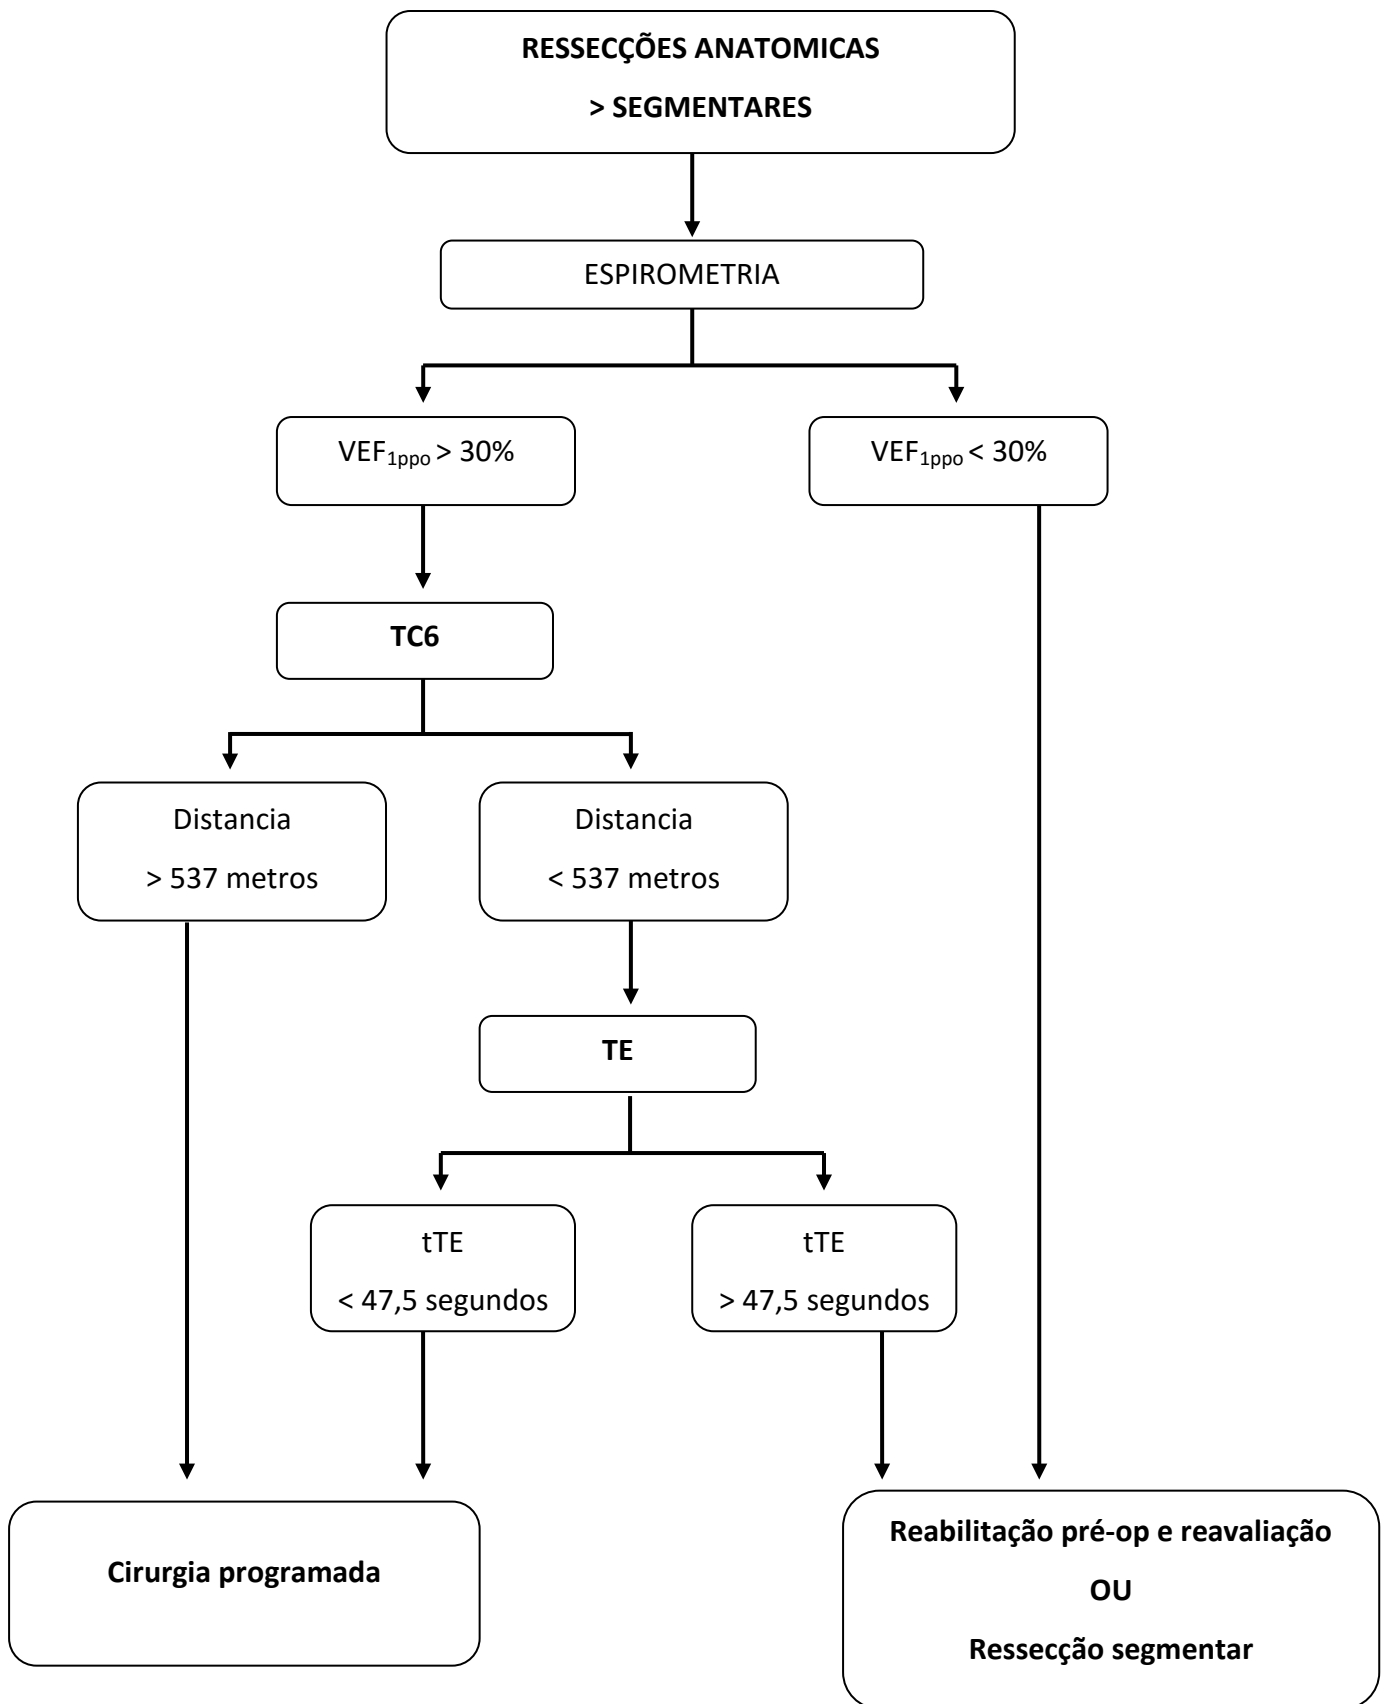 RESSECÇÕES ANATOMICAS
> SEGMENTARES
ESPIROMETRIA
VEF1ppo > 30%
VEF1ppo < 30%
TC6
Distancia
> 537 metros
Distancia
< 537 metros
TE
tTE
< 47,5 segundos
tTE
> 47,5 segundos
Cirurgia programada
Reabilitação pré-op e reavaliação
OU
Ressecção segmentar